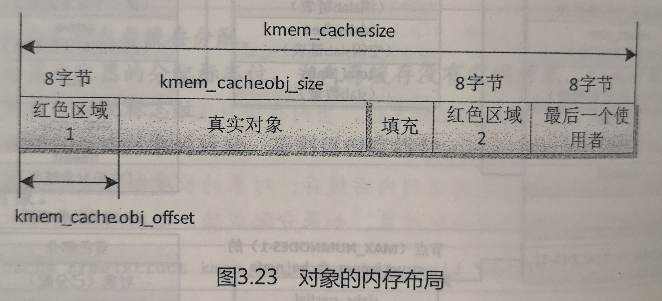 kmem_cache.size
8字节
kmem_cache.obj_size
8字节
8字节
红色区域
1
真实对象
填充
红色区域
2
最后一个使
用者
kmem_cache.obj_offset
图3.23 对象的内存布局